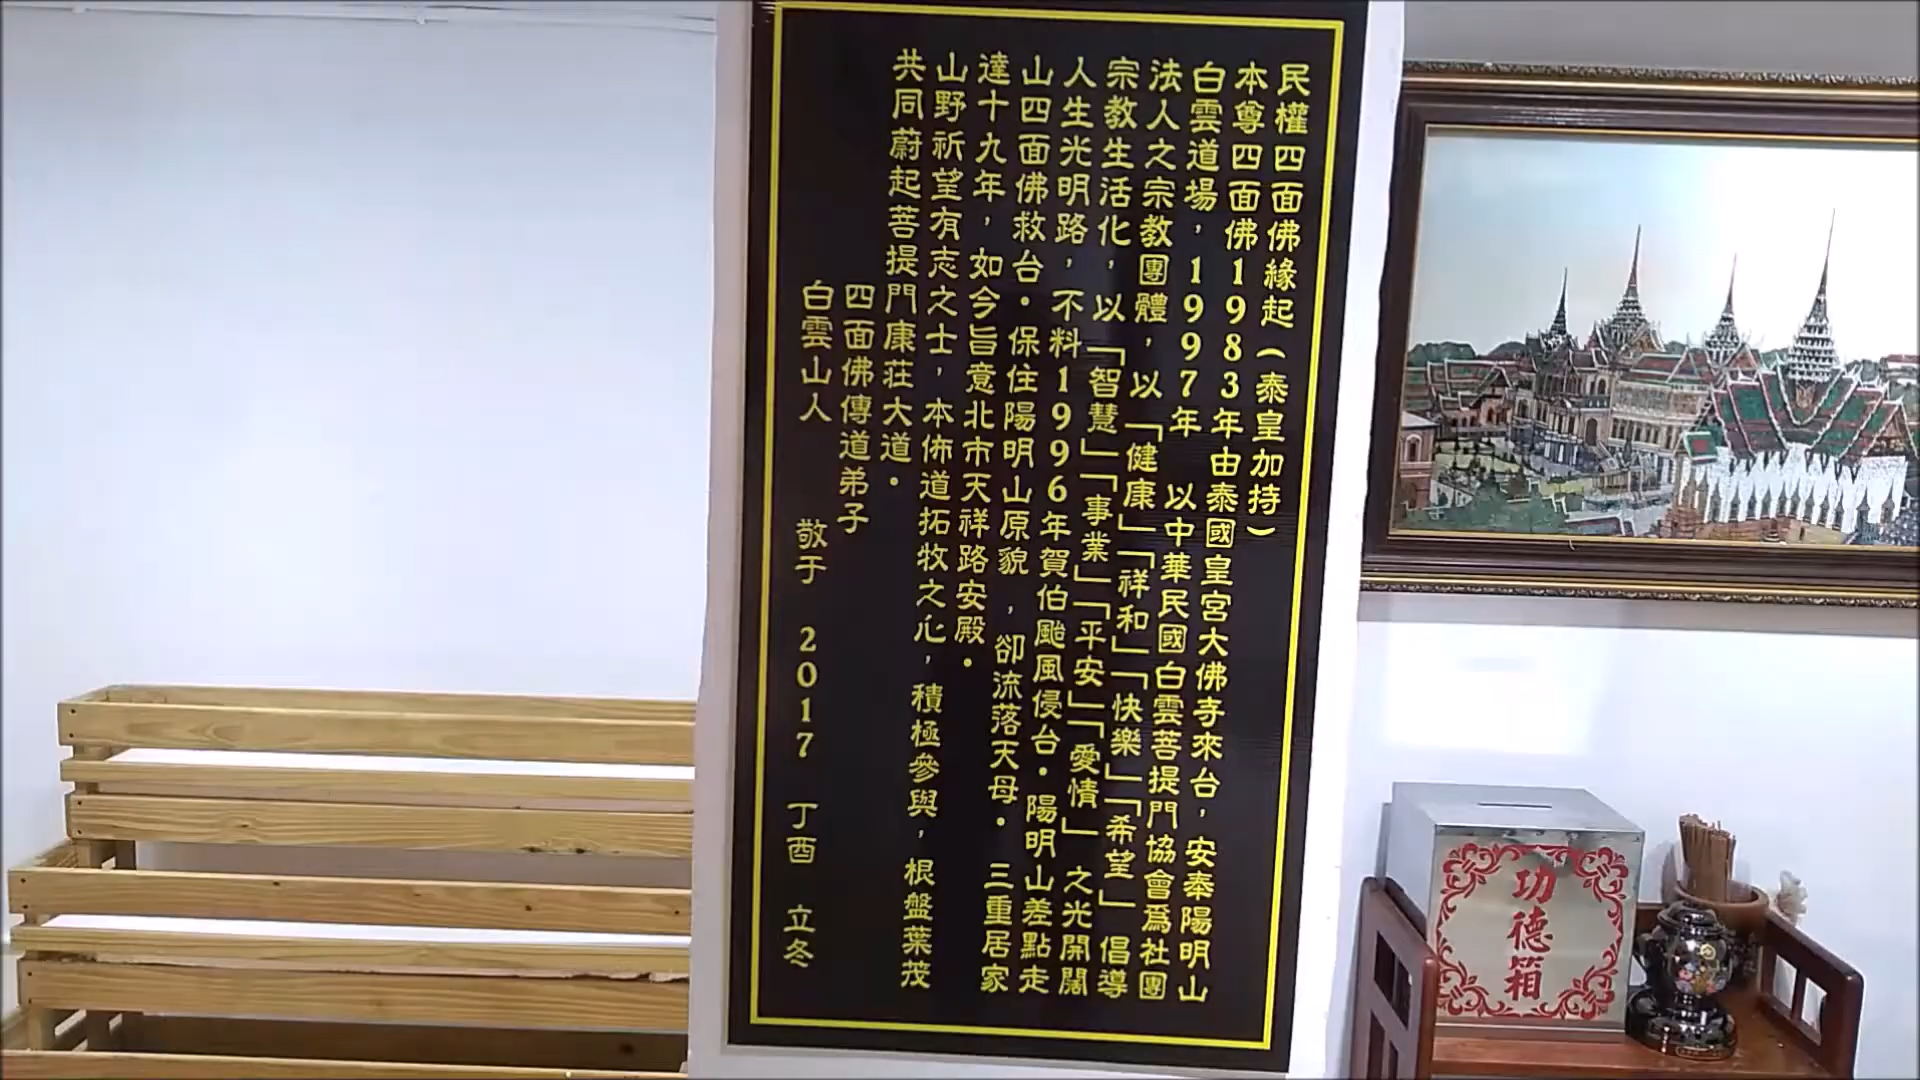 民權四面佛緣起(泰皇加持)
本尊四面佛1983年由泰國皇宮大佛寺來台,安奉陽明山
白雲道場,1997年 以中華民國白雲菩提門協會爲社團
法人之宗教團體,以「健康」「祥和」「快樂」「希望」倡導
宗教生活化,以「智慧」「事業」「平安」「愛情」之光開闊
人生光明路,不料1996年賀伯颱風侵台。陽明山差點走
山四面佛救台。保住陽明山原貌,卻流落天母。三重居家
達十九年,如今旨意北市天祥路安殿。
山野祈望有志之士,本佈道拓牧之心,積極參與,根盤葉茂
共同蔚起菩提門康莊大道。
四面佛傳道弟子
白雲山人 敬于 2017 丁酉 立冬
功德箱